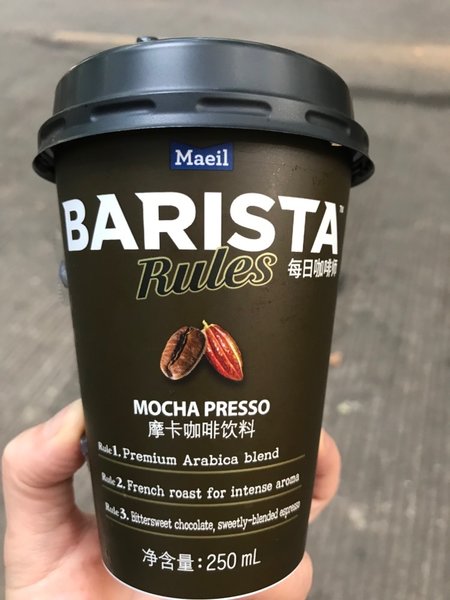 Maeil
BARISTA™
Rules 每日咖啡师
MOCHA PRESSO
摩卡咖啡饮料
Rule 1. Premium Arabica blend
Rule 2. French roast for intense aroma
Rule 3. Bittersweet chocolate, sweetly-blended espresso
净含量:250 mL